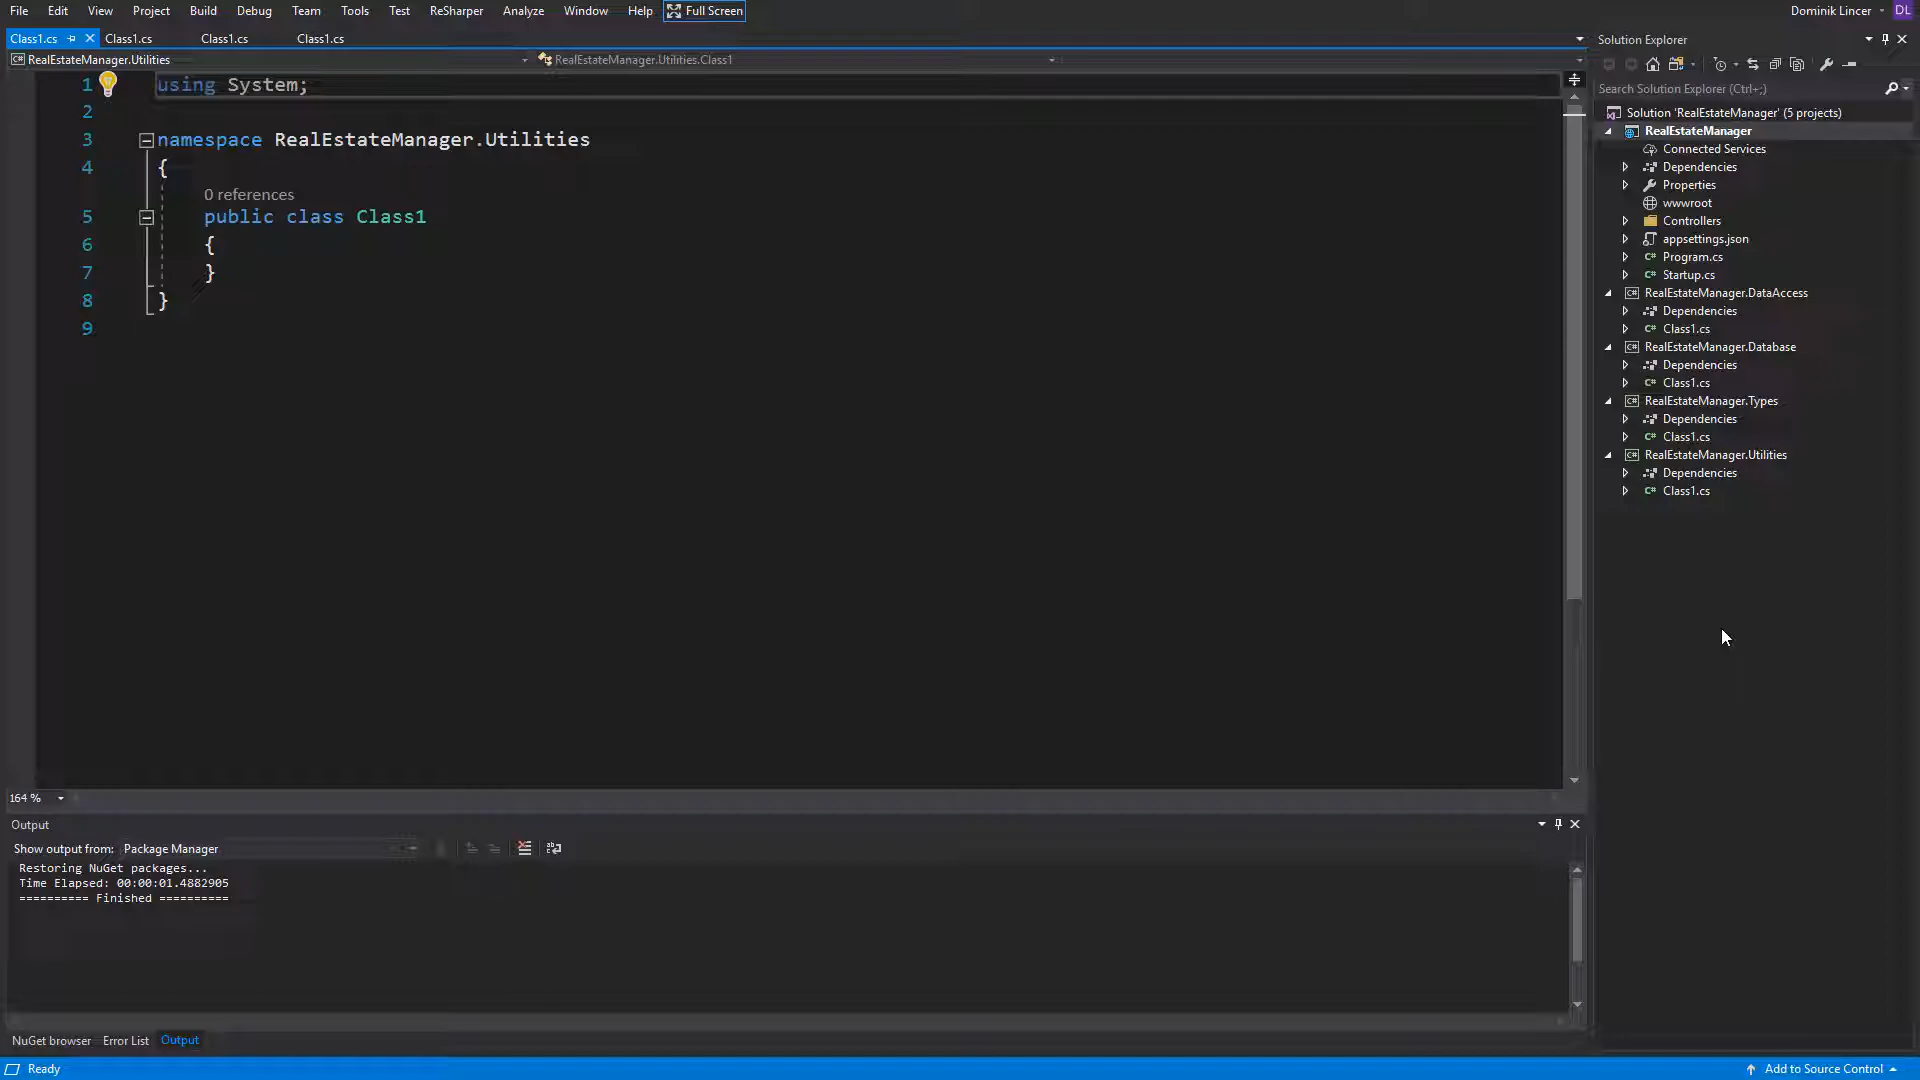 File Edit View Project Build Debug Team Tools Test ReSharper Analyze Window Help Full Screen Dominik Lincer DL
Class1.cs Class1.cs Class1.cs Class1.cs
RealEstateManager.Utilities RealEstateManager.Utilities.Class1
1 using System;
2
3 namespace RealEstateManager.Utilities
4 {
0 references
5 public class Class1
6 {
7 }
8 }
9
164 %
Output
Show output from: Package Manager
Restoring NuGet packages...
Time Elapsed: 00:00:01.4882905
========== Finished ==========
NuGet browser Error List Output
Ready
Solution Explorer
Search Solution Explorer (Ctrl+;)
Solution 'RealEstateManager' (5 projects)
RealEstateManager
Connected Services
Dependencies
Properties
wwwroot
Controllers
appsettings.json
C# Program.cs
C# Startup.cs
C# RealEstateManager.DataAccess
Dependencies
C# Class1.cs
C# RealEstateManager.Database
Dependencies
C# Class1.cs
C# RealEstateManager.Types
Dependencies
C# Class1.cs
C# RealEstateManager.Utilities
Dependencies
C# Class1.cs
Add to Source Control